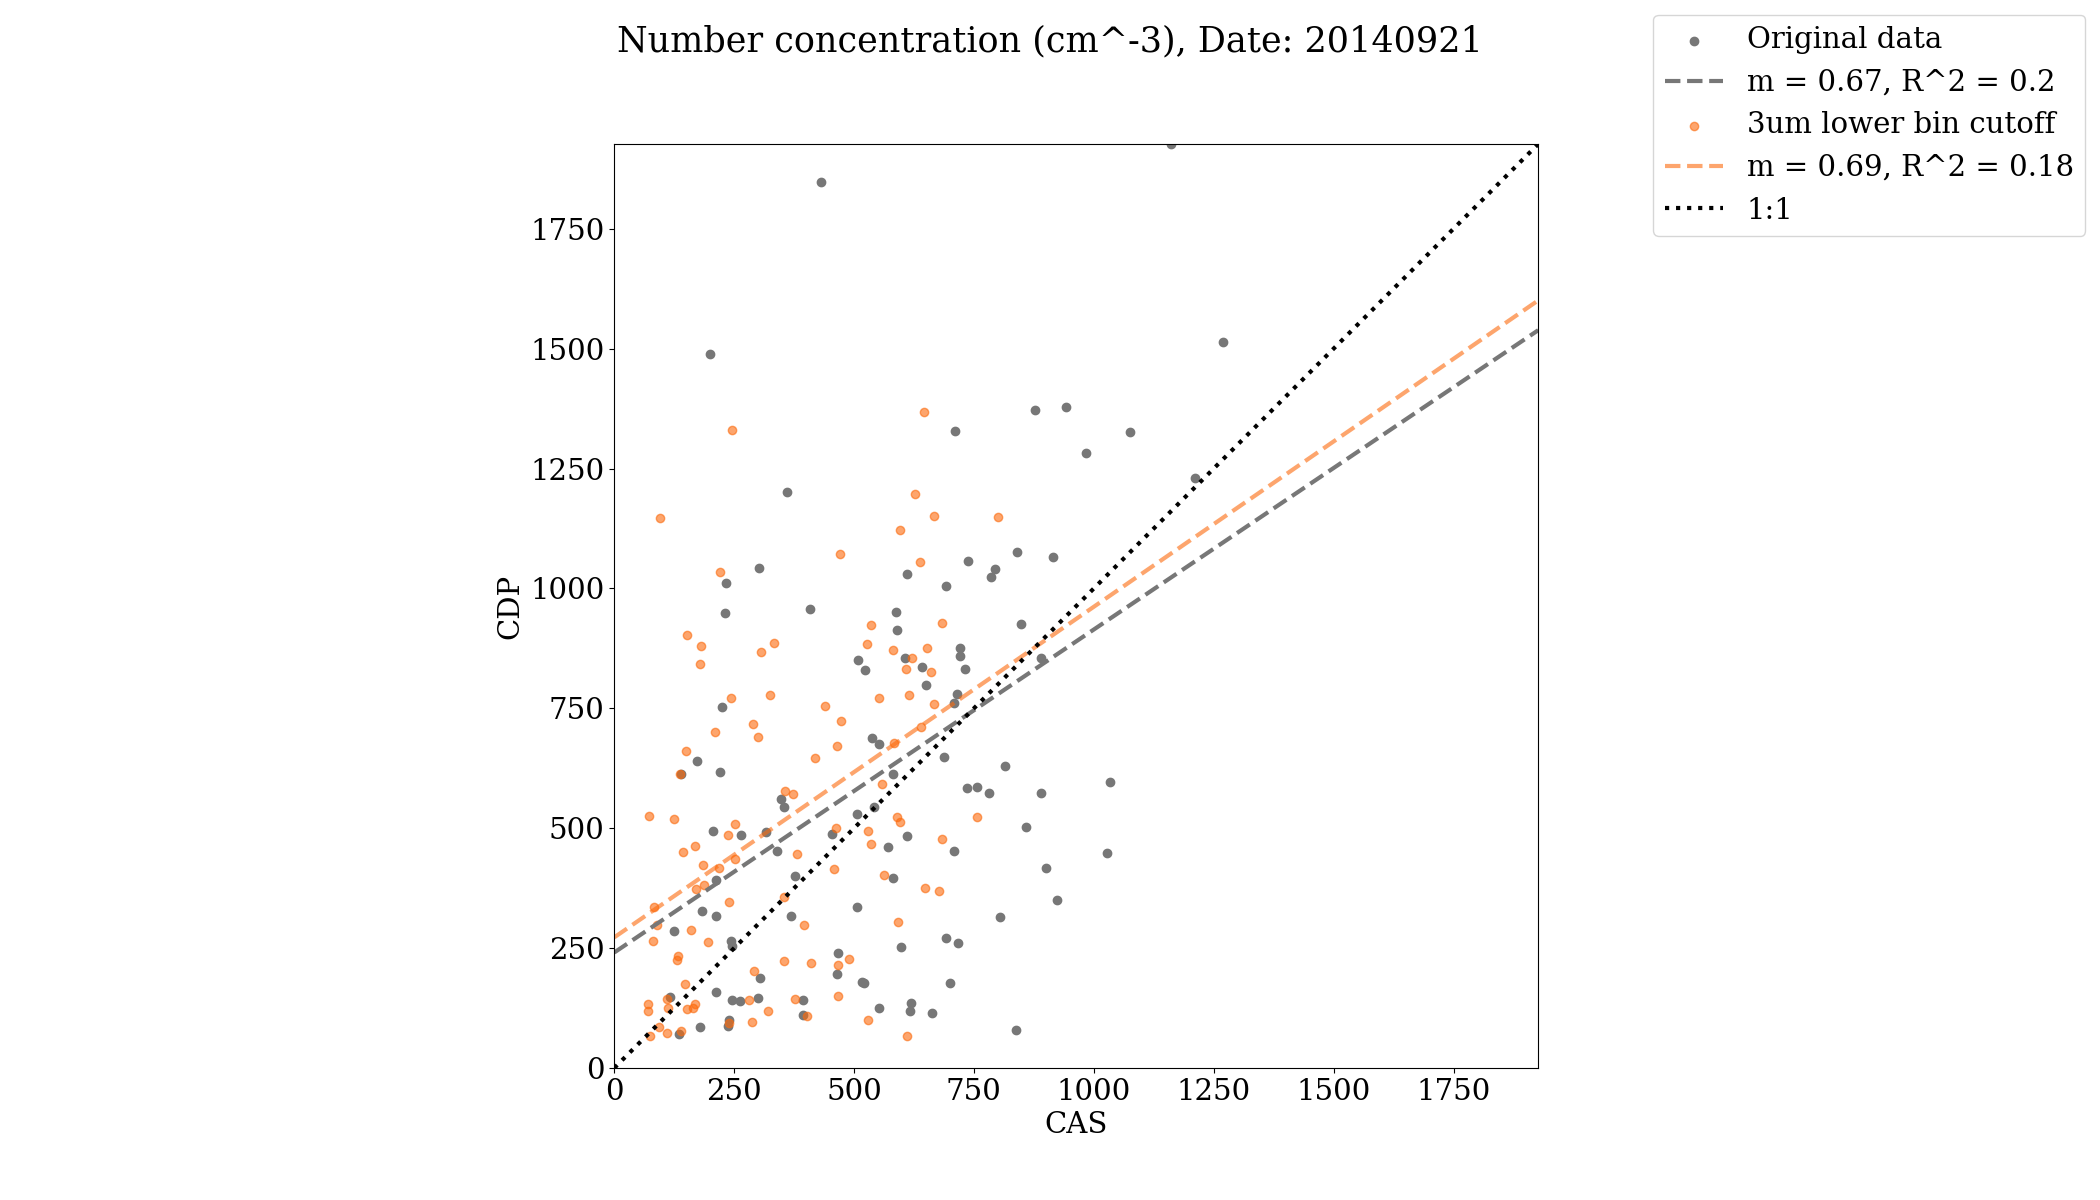 Number concentration (cm^-3), Date: 20140921
Original data
m = 0.67, R^2 = 0.2
3um lower bin cutoff
m = 0.69, R^2 = 0.18
1:1
1750
1500
1250
1000
750
500
250
0
CDP
0 250 500 750 1000 1250 1500 1750
CAS